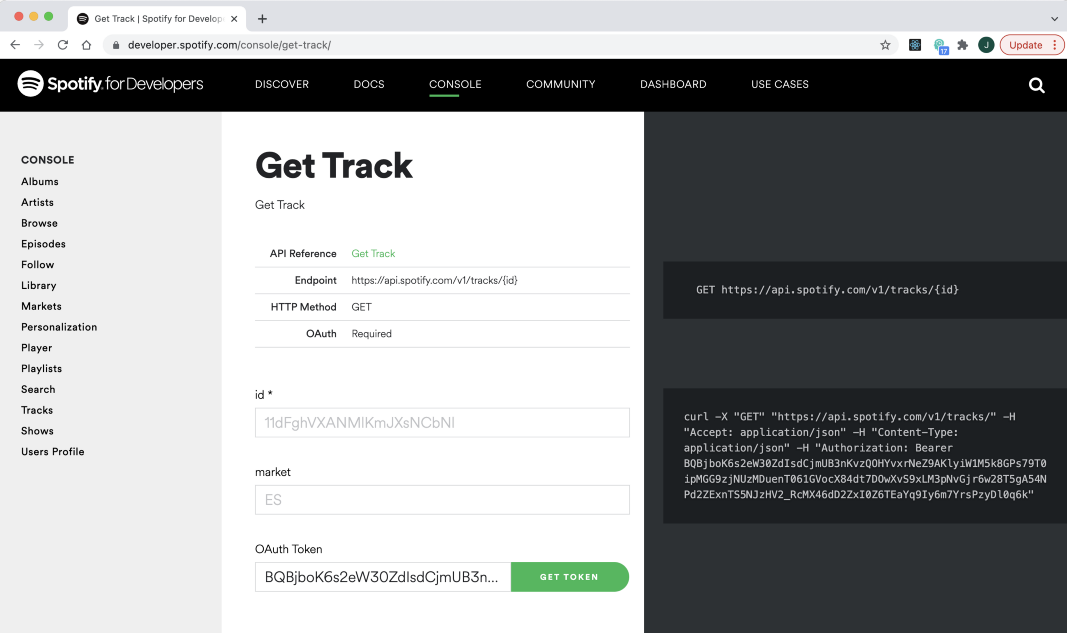 Get Track | Spotify for Develop
developer.spotify.com/console/get-track/
17
J
Update
Spotify for Developers
DISCOVER
DOCS
CONSOLE
COMMUNITY
DASHBOARD
USE CASES
CONSOLE
Albums
Artists
Browse
Episodes
Follow
Library
Markets
Personalization
Player
Playlists
Search
Tracks
Shows
Users Profile
Get Track
Get Track
API Reference Get Track
Endpoint https://api.spotify.com/v1/tracks/{id}
HTTP Method GET
OAuth Required
id *
11dFghVXANMlKmJXsNCbNl
market
ES
OAuth Token
BQBjboK6s2eW30ZdIsdCjmUB3n...
GET TOKEN
GET https://api.spotify.com/v1/tracks/{id}
curl -X "GET" "https://api.spotify.com/v1/tracks/" -H
"Accept: application/json" -H "Content-Type:
application/json" -H "Authorization: Bearer
BQBjboK6s2eW30ZdIsdCjmUB3nKvzQOHYvxrNeZ9AKlyiW1M5k8GPs79T0
ipMGG9zjNUzMDuenT061GVocX84dt7DOwXvS9xLM3pNvGjr6w28T5gA54N
Pd2ZExnTS5NJzHV2_RcMX46dD2ZxI0Z6TEaYq9Iy6m7YrsPzyDl0q6k"